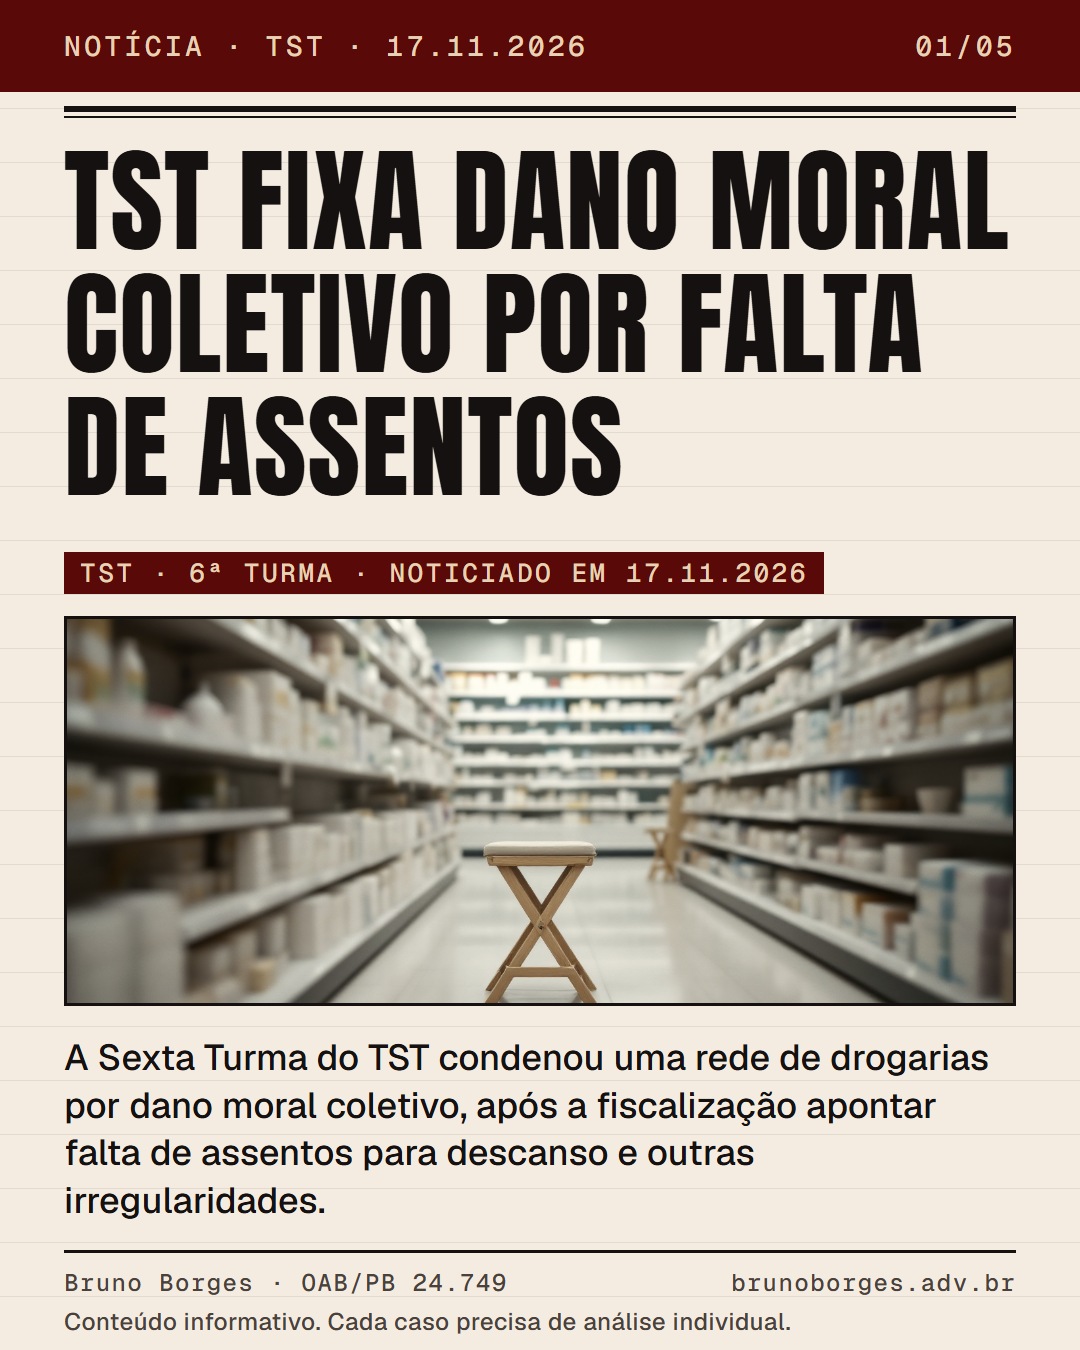 NOTÍCIA · TST · 17.11.2026 01/05
TST FIXA DANO MORAL
COLETIVO POR FALTA
DE ASSENTOS
TST · 6ª TURMA · NOTICIADO EM 17.11.2026
A Sexta Turma do TST condenou uma rede de drogarias
por dano moral coletivo, após a fiscalização apontar
falta de assentos para descanso e outras
irregularidades.
Bruno Borges · OAB/PB 24.749 brunoborges.adv.br
Conteúdo informativo. Cada caso precisa de análise individual.